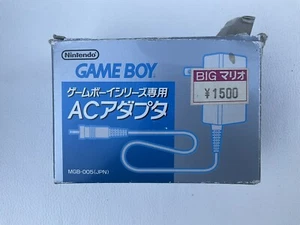 Nintendo
GAME BOY
ゲームボーイシリーズ専用
ACアダプタ
BIG マリオ
¥1500
MGB-005(JPN)